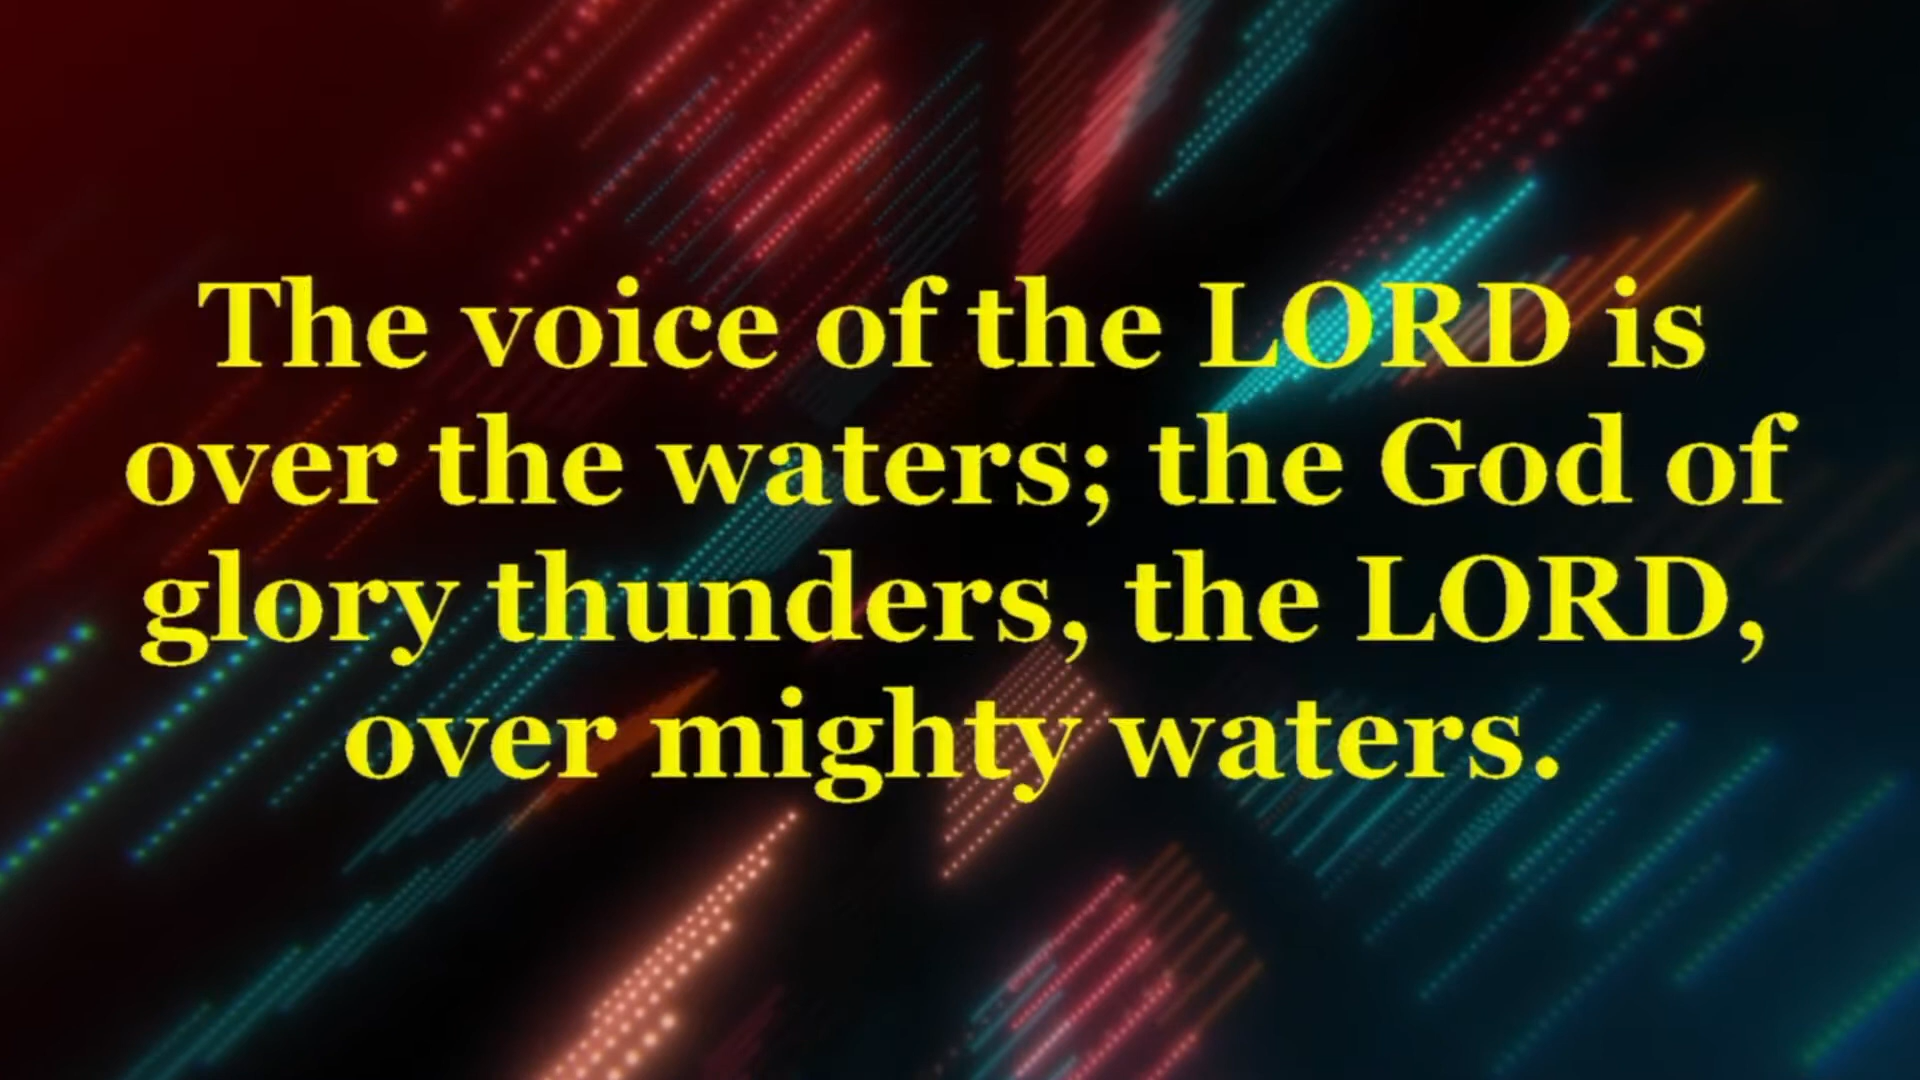 The voice of the LORD is
over the waters; the God of
glory thunders, the LORD,
over mighty waters.